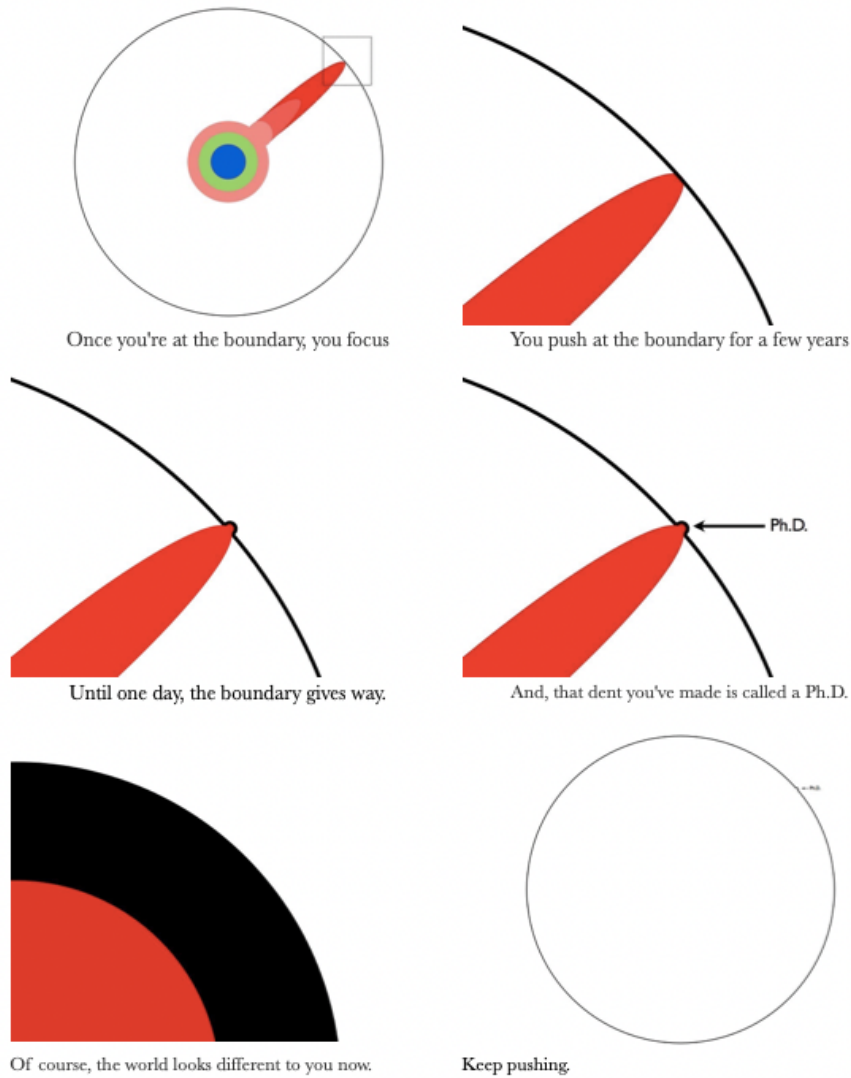 Once you're at the boundary, you focus
You push at the boundary for a few years
Until one day, the boundary gives way.
Ph.D.
And, that dent you've made is called a Ph.D.
Of course, the world looks different to you now.
Keep pushing.